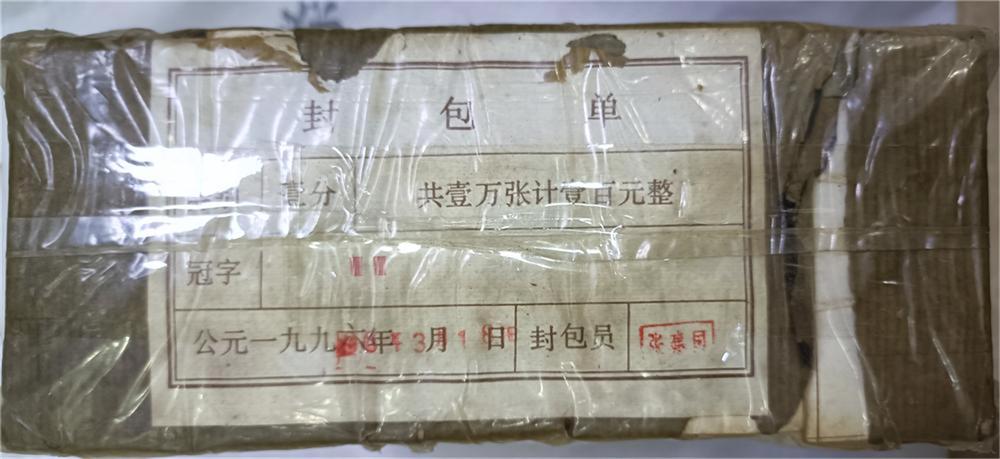 封包单
壹分 共壹万张计壹百元整
冠字
公元一九九 年 3月18日 封包员